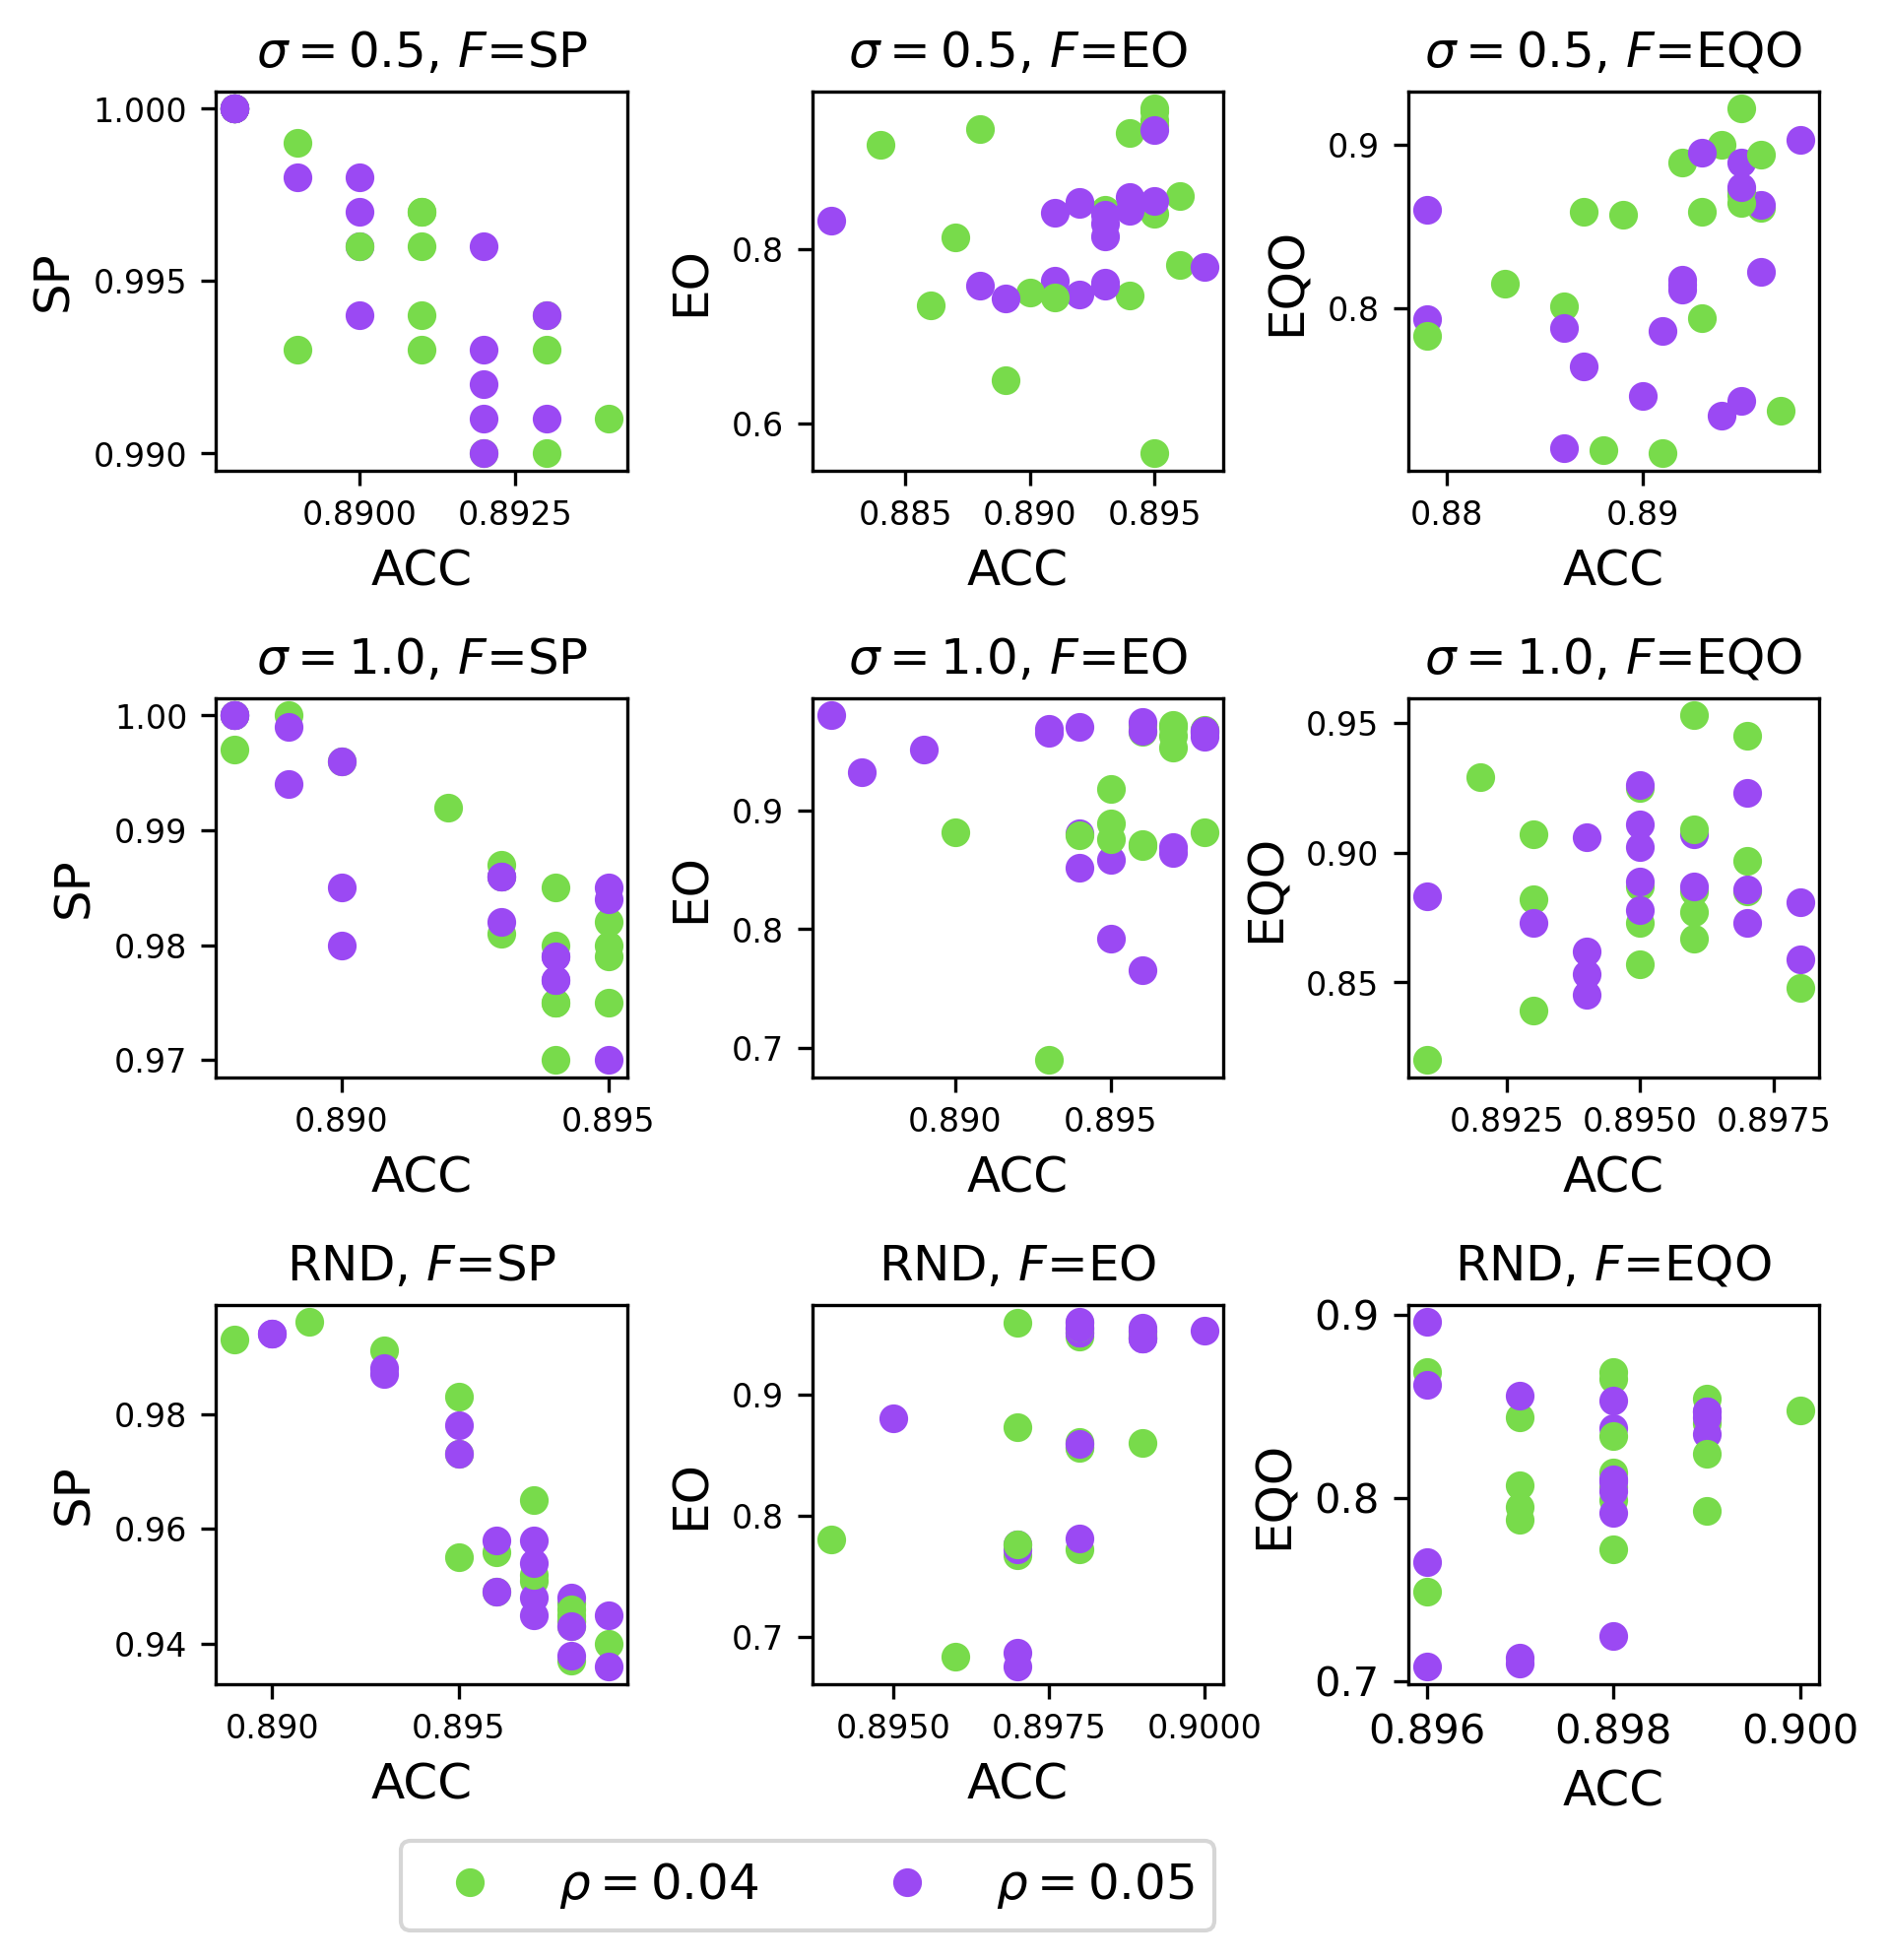 σ = 0.5, F=SP
σ = 0.5, F=EO
σ = 0.5, F=EQO
1.000
0.995
0.990
SP
0.8900 0.8925
ACC
0.8
0.6
EO
0.885 0.890 0.895
ACC
0.9
0.8
EQO
0.88 0.89
ACC
σ = 1.0, F=SP
σ = 1.0, F=EO
σ = 1.0, F=EQO
1.00
0.99
0.98
0.97
SP
0.890 0.895
ACC
0.9
0.8
0.7
EO
0.890 0.895
ACC
0.95
0.90
0.85
EQO
0.8925 0.8950 0.8975
ACC
RND, F=SP
RND, F=EO
RND, F=EQO
0.98
0.96
0.94
SP
0.890 0.895
ACC
0.9
0.8
0.7
EO
0.8950 0.8975 0.9000
ACC
0.9
0.8
0.7
EQO
0.896 0.898 0.900
ACC
ρ = 0.04 ρ = 0.05